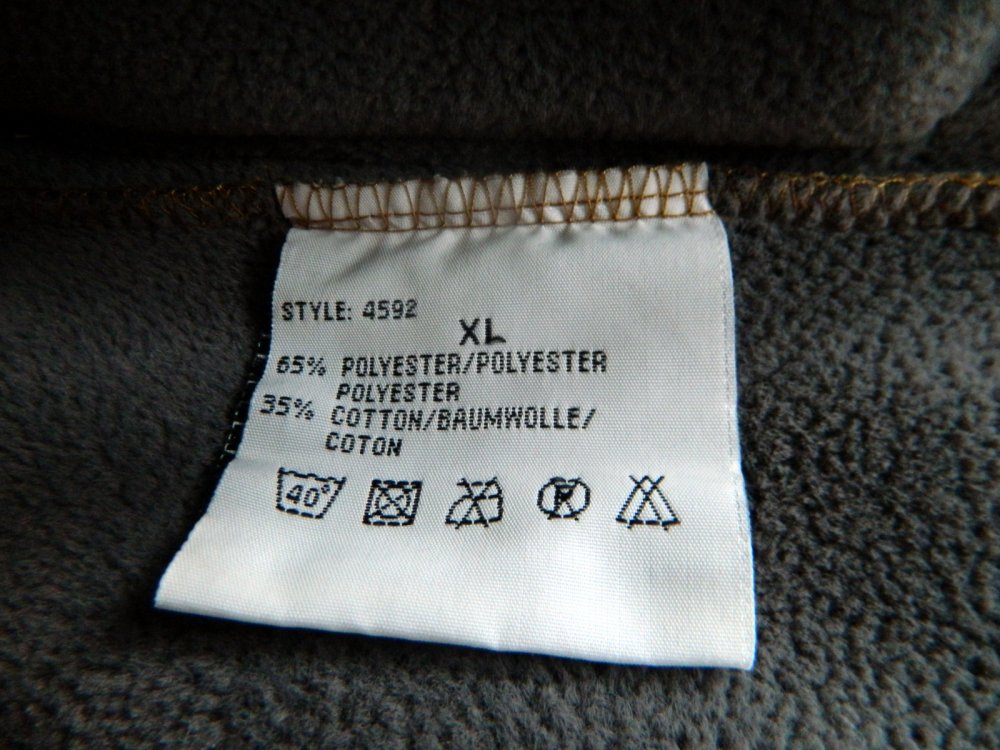 STYLE: 4592
XL
65% POLYESTER/POLYESTER
POLYESTER
35% COTTON/BAUMWOLLE/
COTON
40°